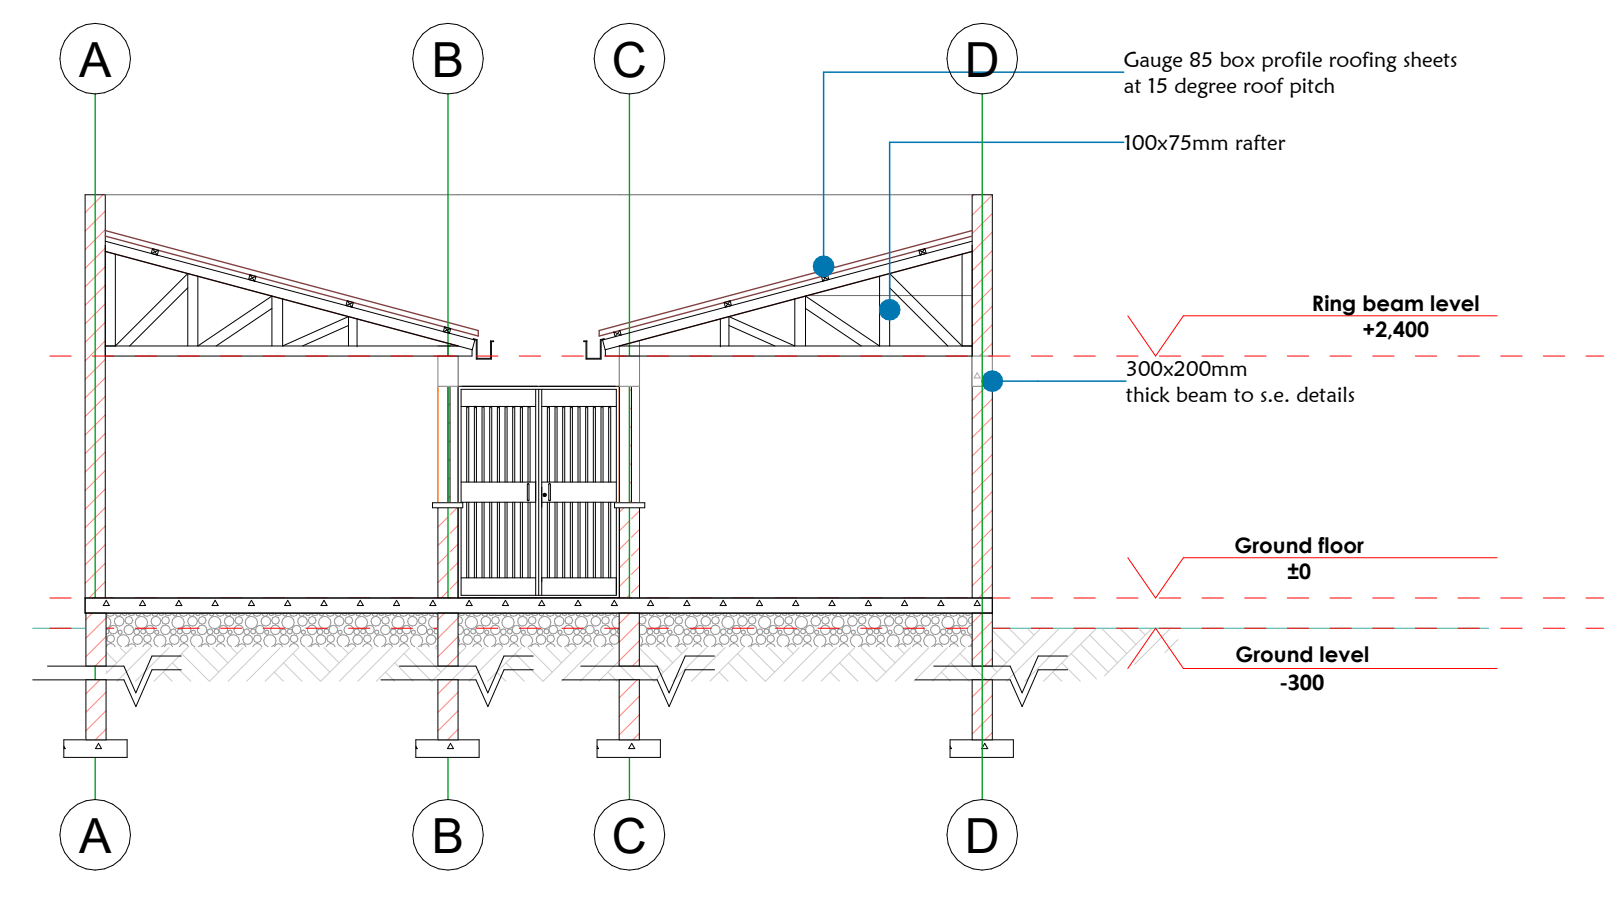 A B C D
Gauge 85 box profile roofing sheets
at 15 degree roof pitch
100x75mm rafter
Ring beam level
+2,400
300x200mm
thick beam to s.e. details
Ground floor
±0
Ground level
-300
A B C D